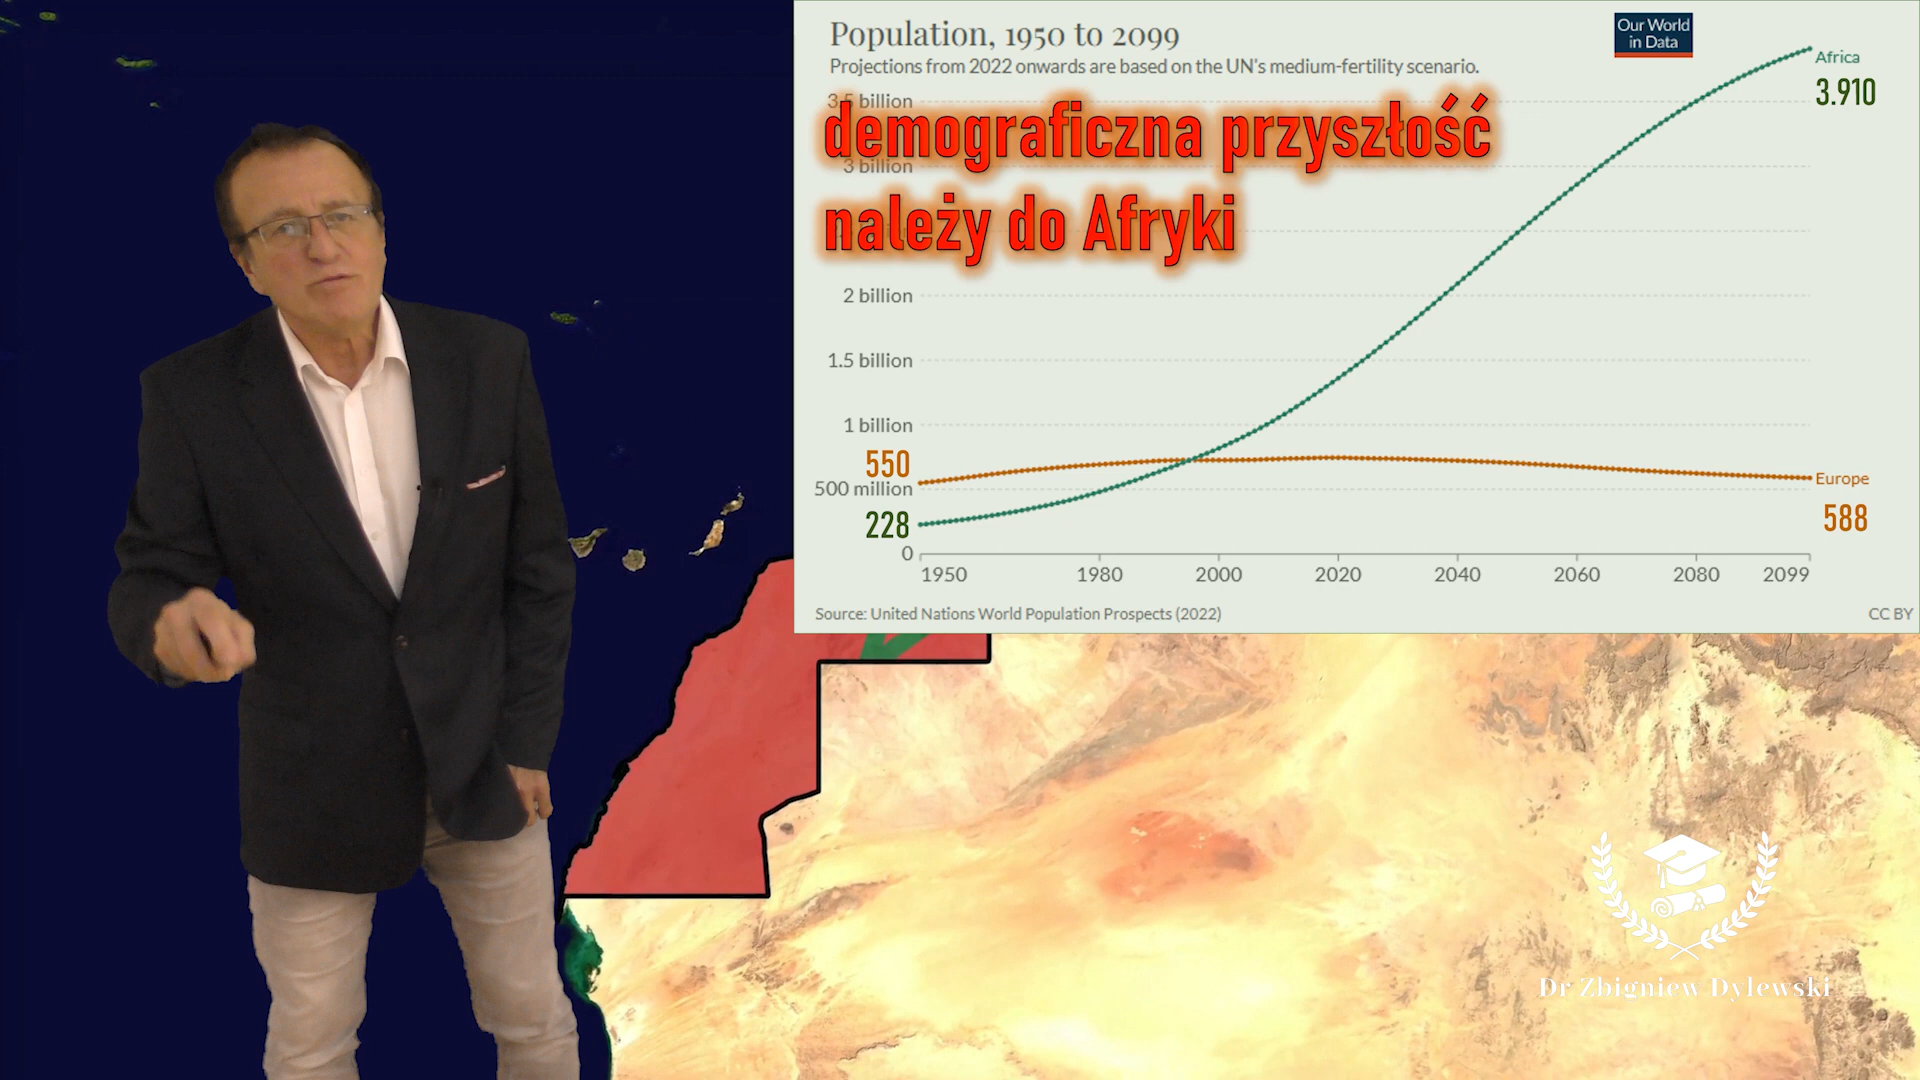 Population, 1950 to 2099
Our World
in Data
Projections from 2022 onwards are based on the UN's medium-fertility scenario.
Africa
3.910
3.5 billion
demograficzna przyszłość
3 billion
należy do Afryki
2 billion
1.5 billion
1 billion
550
500 million
Europe
588
228
0
1950 1980 2000 2020 2040 2060 2080 2099
Source: United Nations World Population Prospects (2022)
CC BY
Dr Zbigniew Dylewski